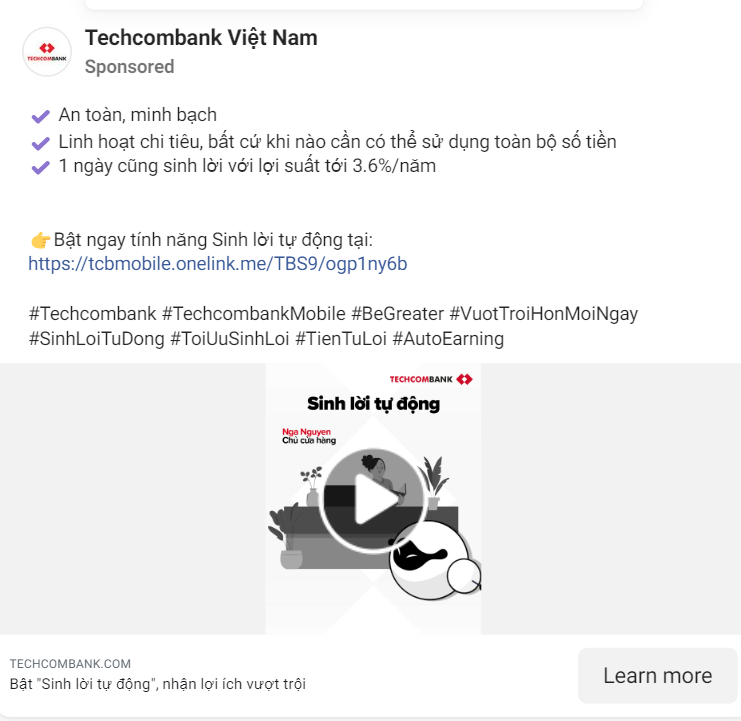 TECHCOMBANK
Techcombank Việt Nam
Sponsored
An toàn, minh bạch
Linh hoạt chi tiêu, bất cứ khi nào cần có thể sử dụng toàn bộ số tiền
1 ngày cũng sinh lời với lợi suất tới 3.6%/năm
👉Bật ngay tính năng Sinh lời tự động tại:
https://tcbmobile.onelink.me/TBS9/ogp1ny6b
#Techcombank #TechcombankMobile #BeGreater #VuotTroiHonMoiNgay
#SinhLoiTuDong #ToiUuSinhLoi #TienTuLoi #AutoEarning
TECHCOMBANK
Sinh lời tự động
Nga Nguyen
Chủ cửa hàng
TECHCOMBANK.COM
Bật "Sinh lời tự động", nhận lợi ích vượt trội
Learn more